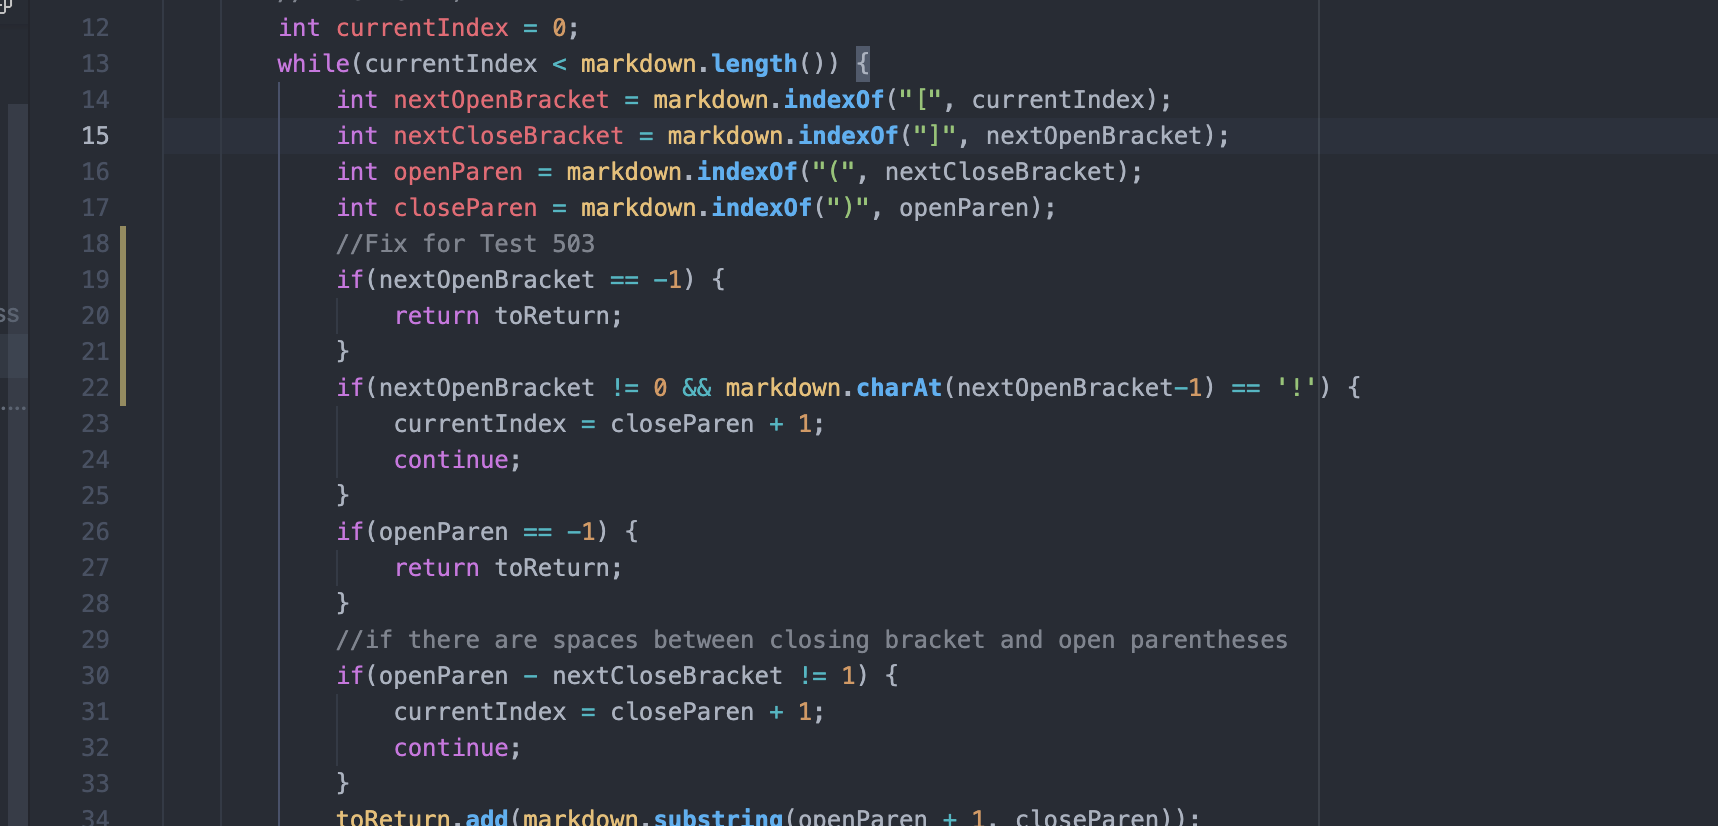 12 int currentIndex = 0;
13 while(currentIndex < markdown.length()) {
14 int nextOpenBracket = markdown.indexOf("[", currentIndex);
15 int nextCloseBracket = markdown.indexOf("]", nextOpenBracket);
16 int openParen = markdown.indexOf("(", nextCloseBracket);
17 int closeParen = markdown.indexOf(")", openParen);
18 //Fix for Test 503
19 if(nextOpenBracket == -1) {
20 return toReturn;
21 }
22 if(nextOpenBracket != 0 && markdown.charAt(nextOpenBracket-1) == '!') {
23 currentIndex = closeParen + 1;
24 continue;
25 }
26 if(openParen == -1) {
27 return toReturn;
28 }
29 //if there are spaces between closing bracket and open parentheses
30 if(openParen - nextCloseBracket != 1) {
31 currentIndex = closeParen + 1;
32 continue;
33 }
34 toReturn.add(markdown.substring(openParen + 1, closeParen));